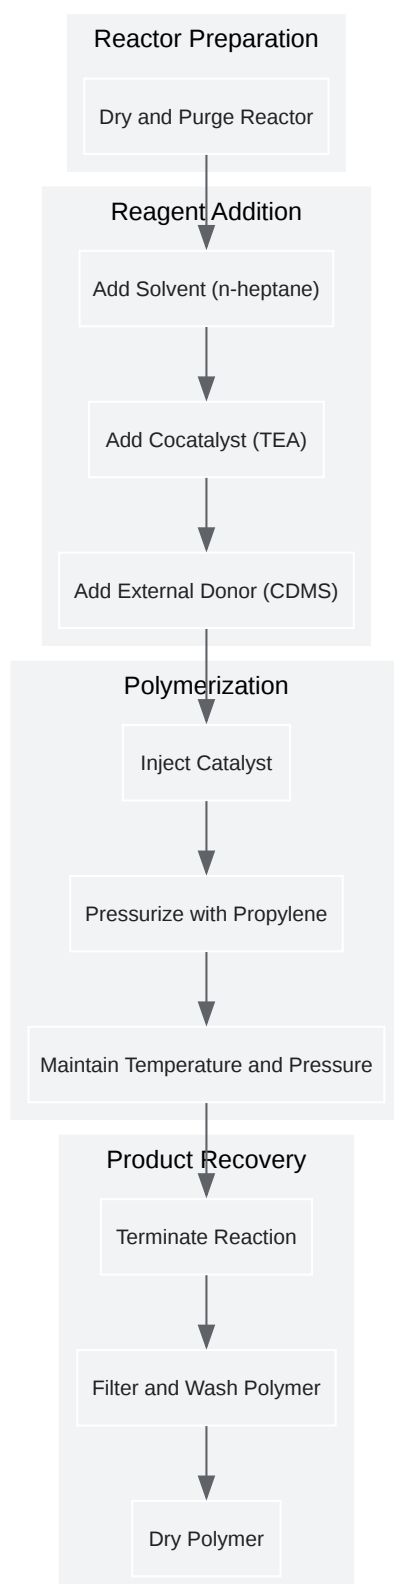 Reactor Preparation
Dry and Purge Reactor
Reagent Addition
Add Solvent (n-heptane)
Add Cocatalyst (TEA)
Add External Donor (CDMS)
Polymerization
Inject Catalyst
Pressurize with Propylene
Maintain Temperature and Pressure
Product Recovery
Terminate Reaction
Filter and Wash Polymer
Dry Polymer